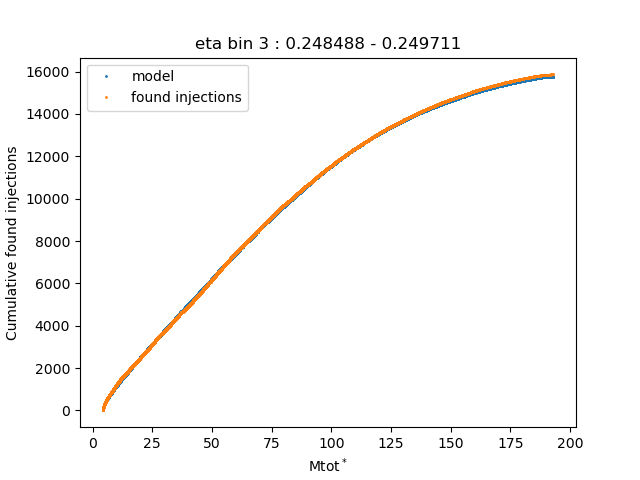 eta bin 3 : 0.248488 - 0.249711
model
found injections
16000
14000
12000
10000
8000
6000
4000
2000
0
Cumulative found injections
0 25 50 75 100 125 150 175 200
Mtot*